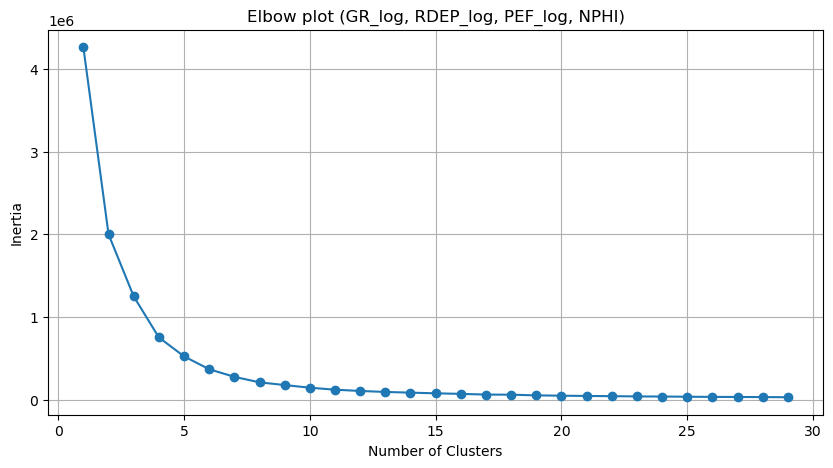 Elbow plot (GR_log, RDEP_log, PEF_log, NPHI)
1e6
4
3
2
1
0
Inertia
0 5 10 15 20 25 30
Number of Clusters